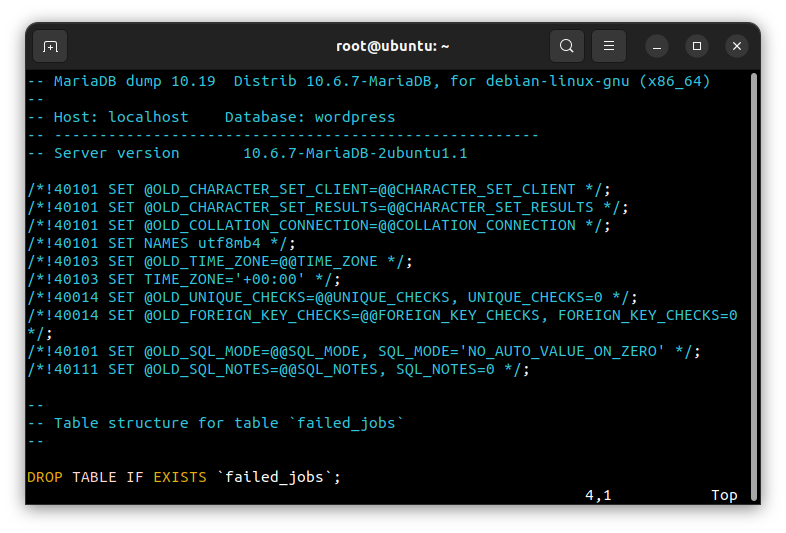 root@ubuntu: ~
-- MariaDB dump 10.19  Distrib 10.6.7-MariaDB, for debian-linux-gnu (x86_64)
--
-- Host: localhost    Database: wordpress
-- ------------------------------------------------------
-- Server version       10.6.7-MariaDB-2ubuntu1.1
/*!40101 SET @OLD_CHARACTER_SET_CLIENT=@@CHARACTER_SET_CLIENT */;
/*!40101 SET @OLD_CHARACTER_SET_RESULTS=@@CHARACTER_SET_RESULTS */;
/*!40101 SET @OLD_COLLATION_CONNECTION=@@COLLATION_CONNECTION */;
/*!40101 SET NAMES utf8mb4 */;
/*!40103 SET @OLD_TIME_ZONE=@@TIME_ZONE */;
/*!40103 SET TIME_ZONE='+00:00' */;
/*!40014 SET @OLD_UNIQUE_CHECKS=@@UNIQUE_CHECKS, UNIQUE_CHECKS=0 */;
/*!40014 SET @OLD_FOREIGN_KEY_CHECKS=@@FOREIGN_KEY_CHECKS, FOREIGN_KEY_CHECKS=0
*/;
/*!40101 SET @OLD_SQL_MODE=@@SQL_MODE, SQL_MODE='NO_AUTO_VALUE_ON_ZERO' */;
/*!40111 SET @OLD_SQL_NOTES=@@SQL_NOTES, SQL_NOTES=0 */;
--
-- Table structure for table `failed_jobs`
--
DROP TABLE IF EXISTS `failed_jobs`;
4,1           Top